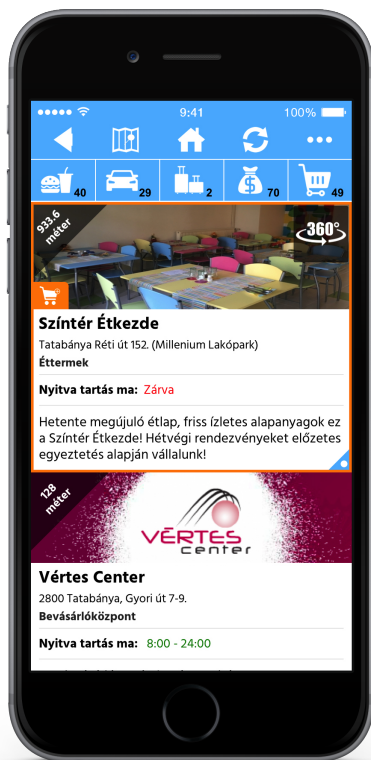 9:41
100%
40
29
2
70
49
933.6
méter
360°
Színtér Étkezde
Tatabánya Réti út 152. (Millenium Lakópark)
Éttermek
Nyitva tartás ma: Zárva
Hetente megújuló étlap, friss ízletes alapanyagok ez
a Színtér Étkezde! Hétvégi rendezvényeket előzetes
egyeztetés alapján vállalunk!
128
méter
VÉRTES
center
Vértes Center
2800 Tatabánya, Gyori út 7-9.
Bevásárlóközpont
Nyitva tartás ma: 8:00 - 24:00